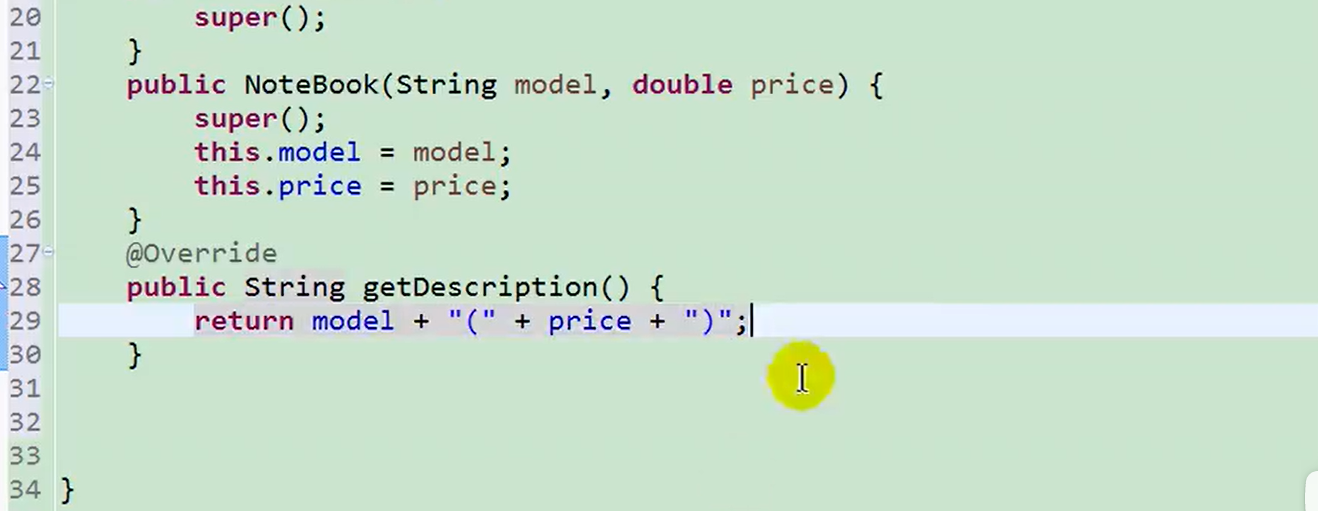 20 super();
21 }
22 public NoteBook(String model, double price) {
23 super();
24 this.model = model;
25 this.price = price;
26 }
27 @Override
28 public String getDescription() {
29 return model + "(" + price + ")";
30 }
31
32
33
34 }